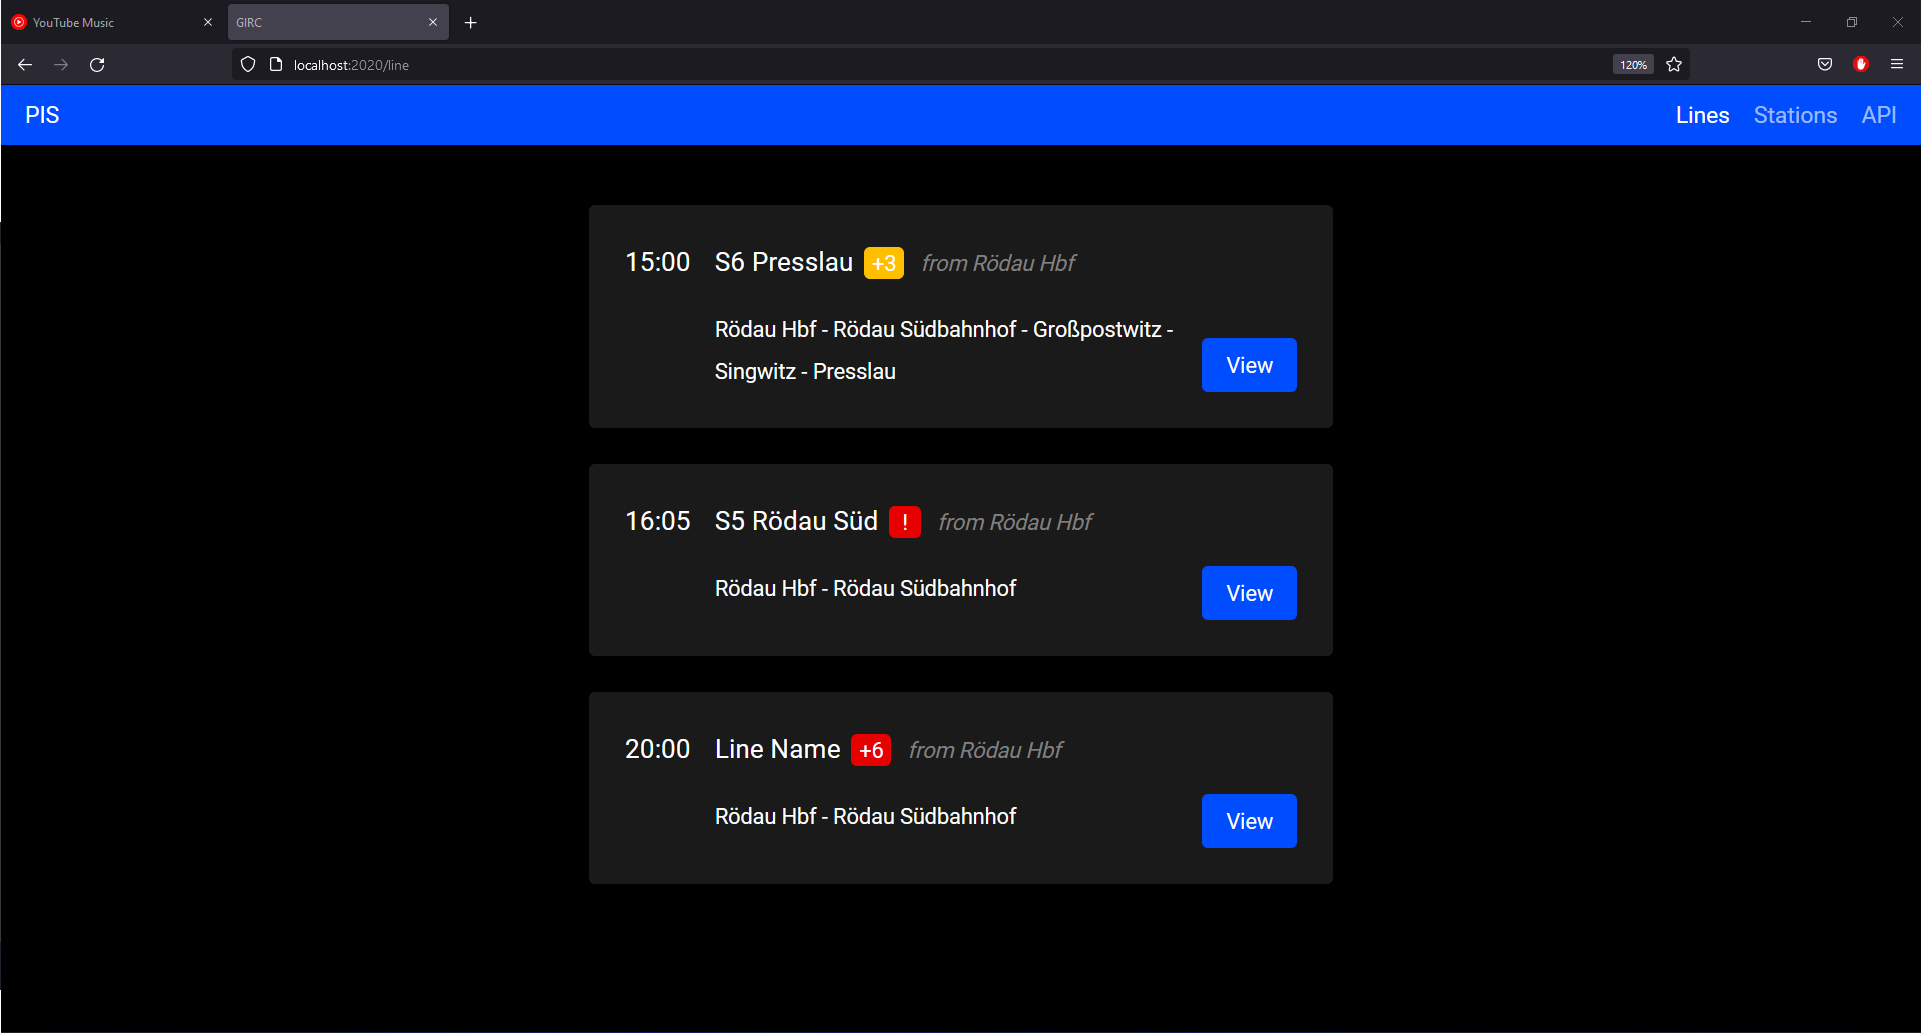 YouTube Music
GIRC
localhost:2020/line
120%
PIS
Lines Stations API
15:00 S6 Presslau +3 from Rödau Hbf
Rödau Hbf - Rödau Südbahnhof - Großpostwitz -
Singwitz - Presslau
View
16:05 S5 Rödau Süd ! from Rödau Hbf
Rödau Hbf - Rödau Südbahnhof
View
20:00 Line Name +6 from Rödau Hbf
Rödau Hbf - Rödau Südbahnhof
View